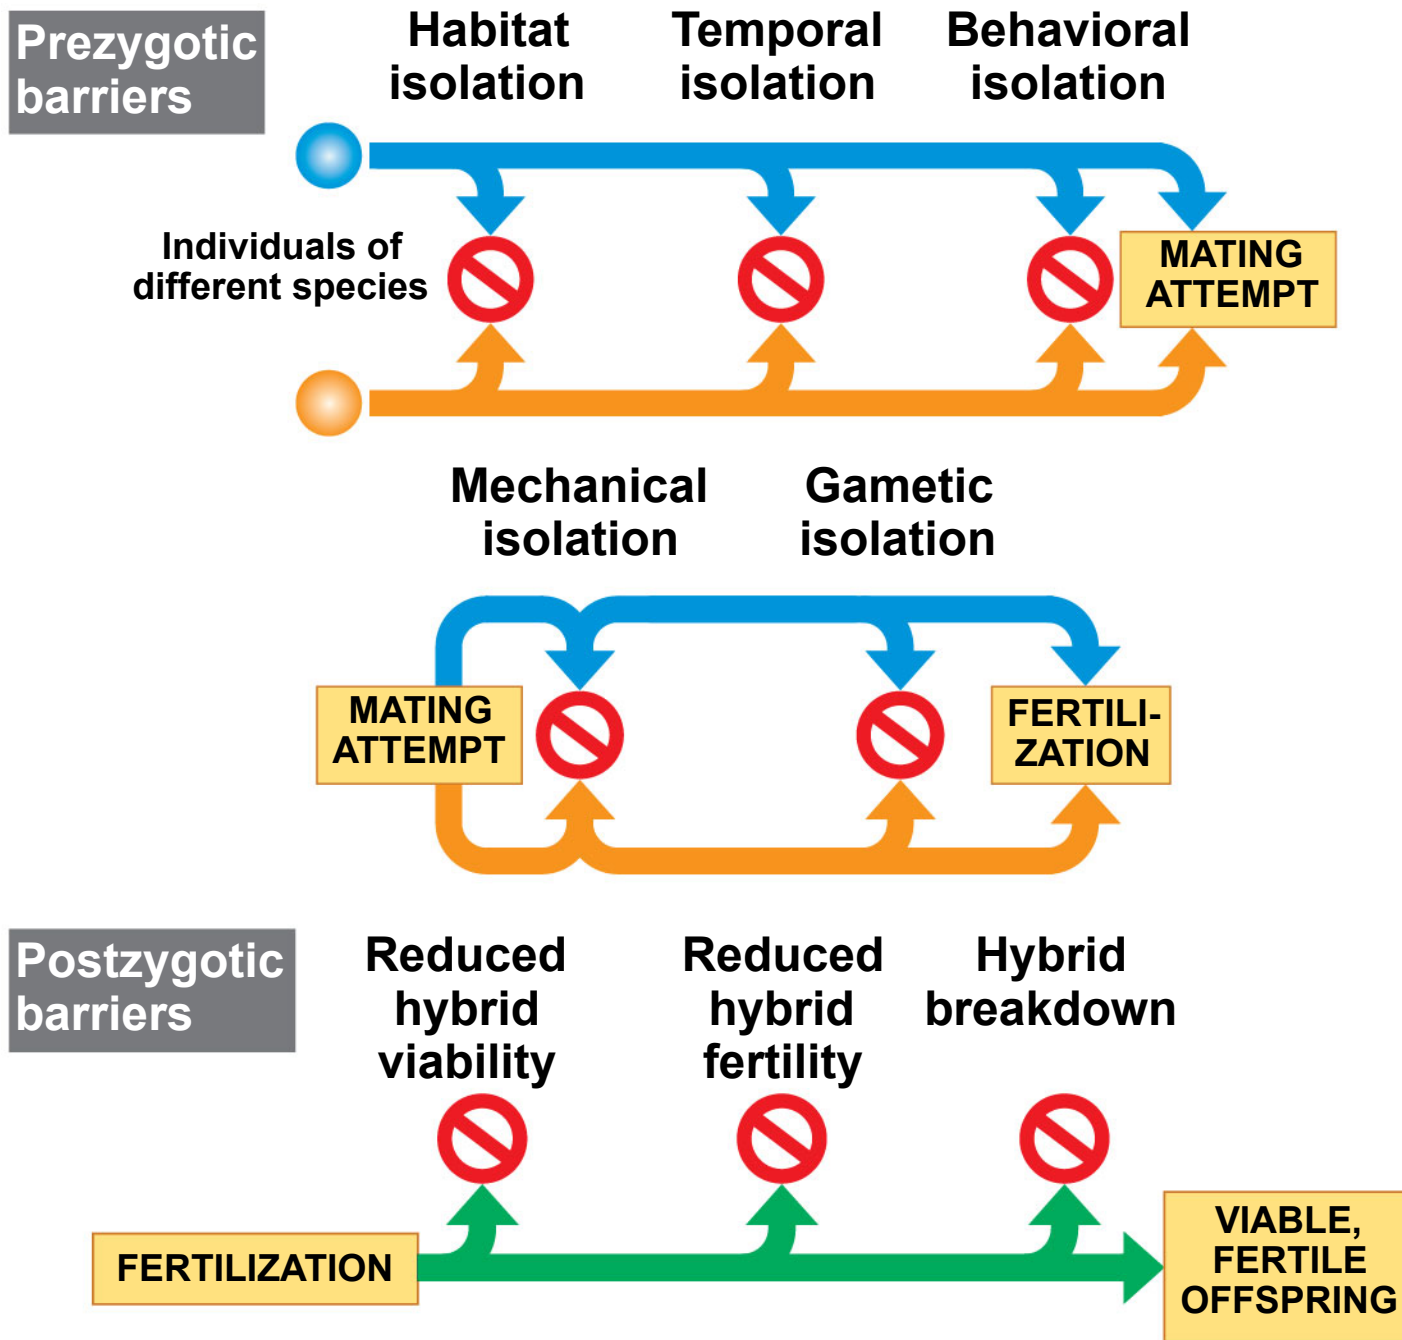 Prezygotic
barriers
Habitat
isolation
Temporal
isolation
Behavioral
isolation
Individuals of
different species
MATING
ATTEMPT
Mechanical
isolation
Gametic
isolation
MATING
ATTEMPT
FERTILI-
ZATION
Postzygotic
barriers
Reduced
hybrid
viability
Reduced
hybrid
fertility
Hybrid
breakdown
FERTILIZATION
VIABLE,
FERTILE
OFFSPRING